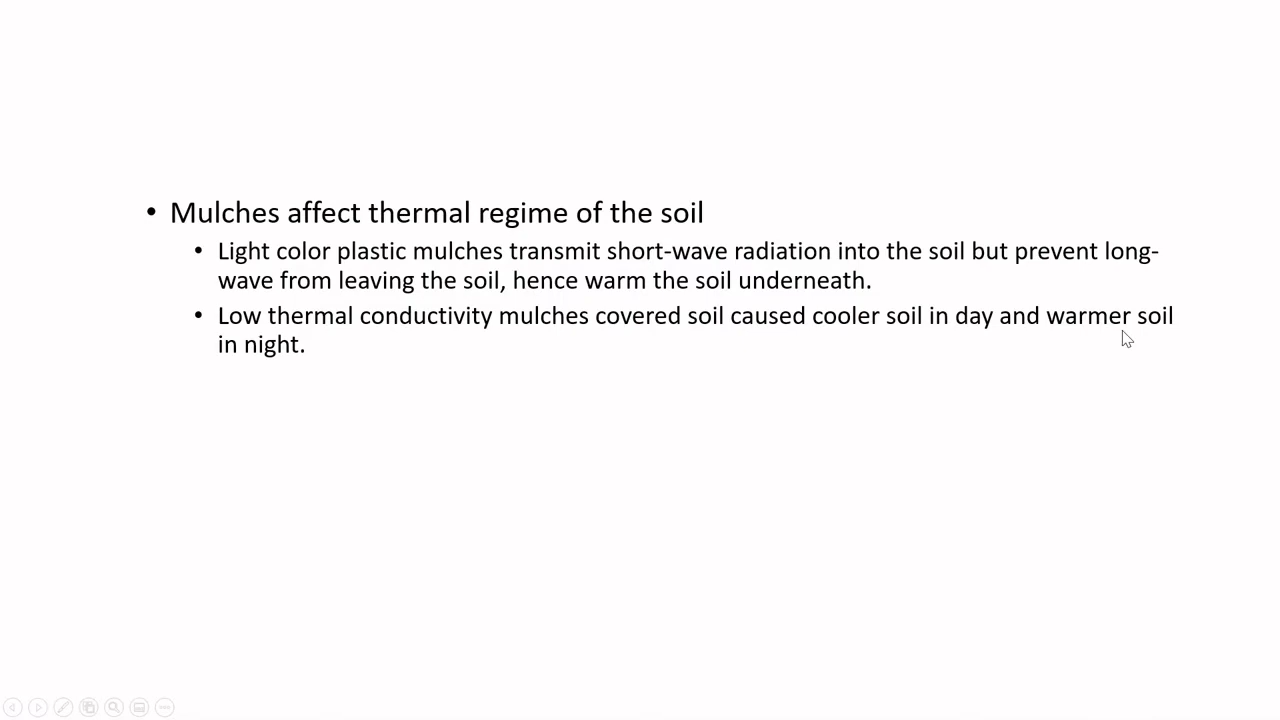 • Mulches affect thermal regime of the soil
• Light color plastic mulches transmit short-wave radiation into the soil but prevent long-
wave from leaving the soil, hence warm the soil underneath.
• Low thermal conductivity mulches covered soil caused cooler soil in day and warmer soil
in night.